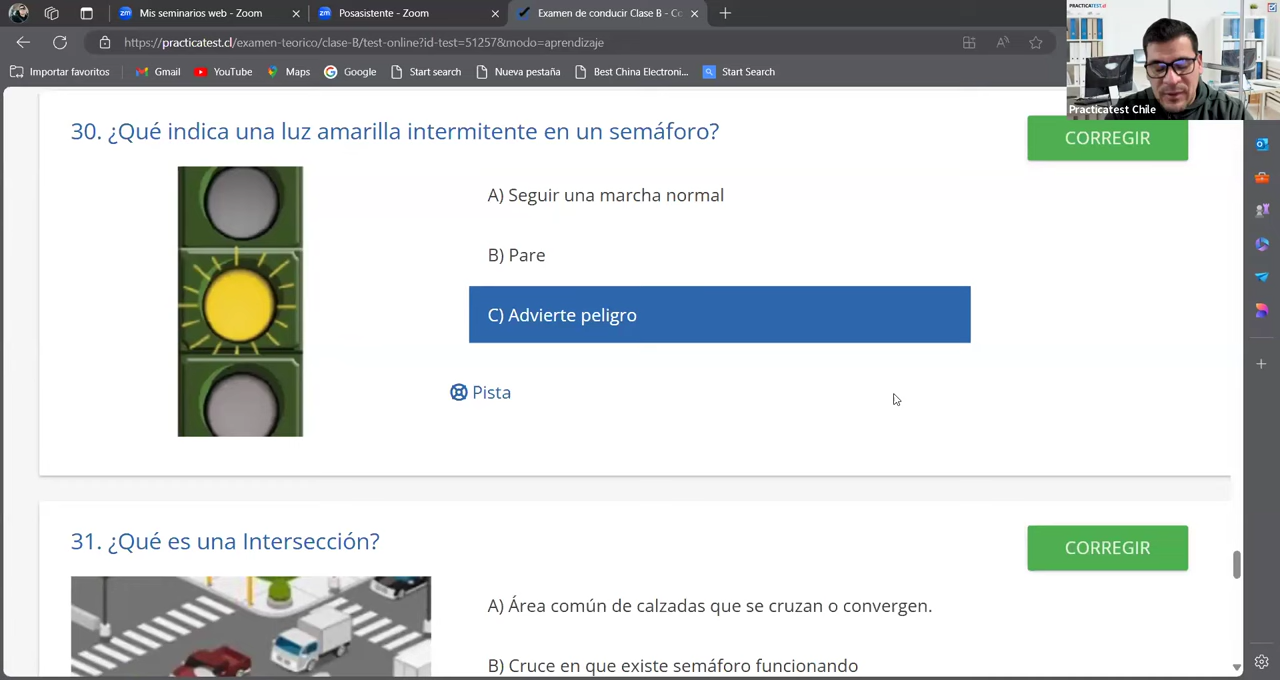 Mis seminarios web - Zoom
Posasistente - Zoom
Examen de conducir Clase B - Co
https://practicatest.cl/examen-teorico/clase-B/test-online?id-test=51257&modo=aprendizaje
Importar favoritos
Gmail
YouTube
Maps
Google
Start search
Nueva pestaña
Best China Electroni...
Start Search
PRACTICATEST.cl
Practicatest Chile
30. ¿Qué indica una luz amarilla intermitente en un semáforo?
CORREGIR
A) Seguir una marcha normal
B) Pare
C) Advierte peligro
Pista
31. ¿Qué es una Intersección?
CORREGIR
A) Área común de calzadas que se cruzan o convergen.
B) Cruce en que existe semáforo funcionando